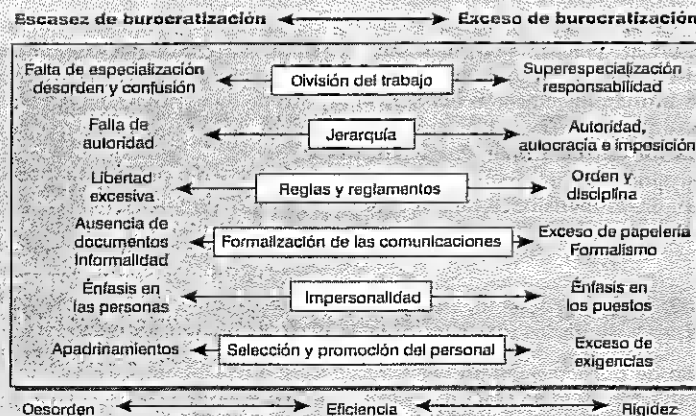 Escasez de burocratización Exceso de burocratización
Falta de especialización
desorden y confusión
División del trabajo
Superespecialización
responsabilidad
Falla de
autoridad
Jerarquía
Autoridad,
autocracia e imposición
Libertad
excesiva
Reglas y reglamentos
Orden y
disciplina
Ausencia de
documentos
Informalidad
Formalización de las comunicaciones
Exceso de papelería
Formalismo
Énfasis en
las personas
Impersonalidad
Énfasis en
los puestos
Apadrinamientos
Selección y promoción del personal
Exceso de
exigencias
Desorden Eficiencia Rigidez